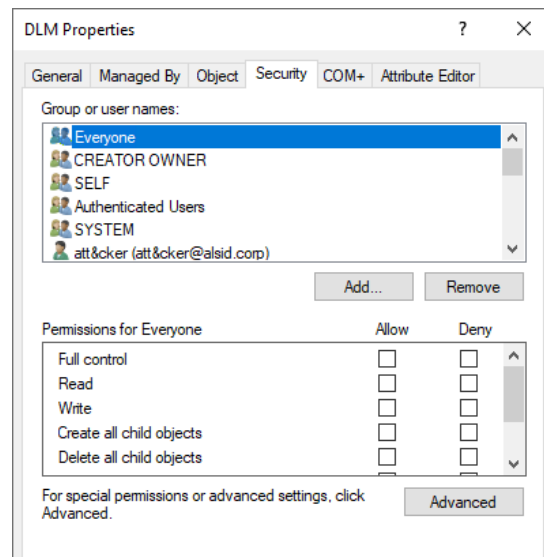 DLM Properties
?
General Managed By Object Security COM+ Attribute Editor
Group or user names:
Everyone
CREATOR OWNER
SELF
Authenticated Users
SYSTEM
att&cker (att&cker@alsid.corp)
Add... Remove
Permissions for Everyone Allow Deny
Full control
Read
Write
Create all child objects
Delete all child objects
For special permissions or advanced settings, click
Advanced.
Advanced